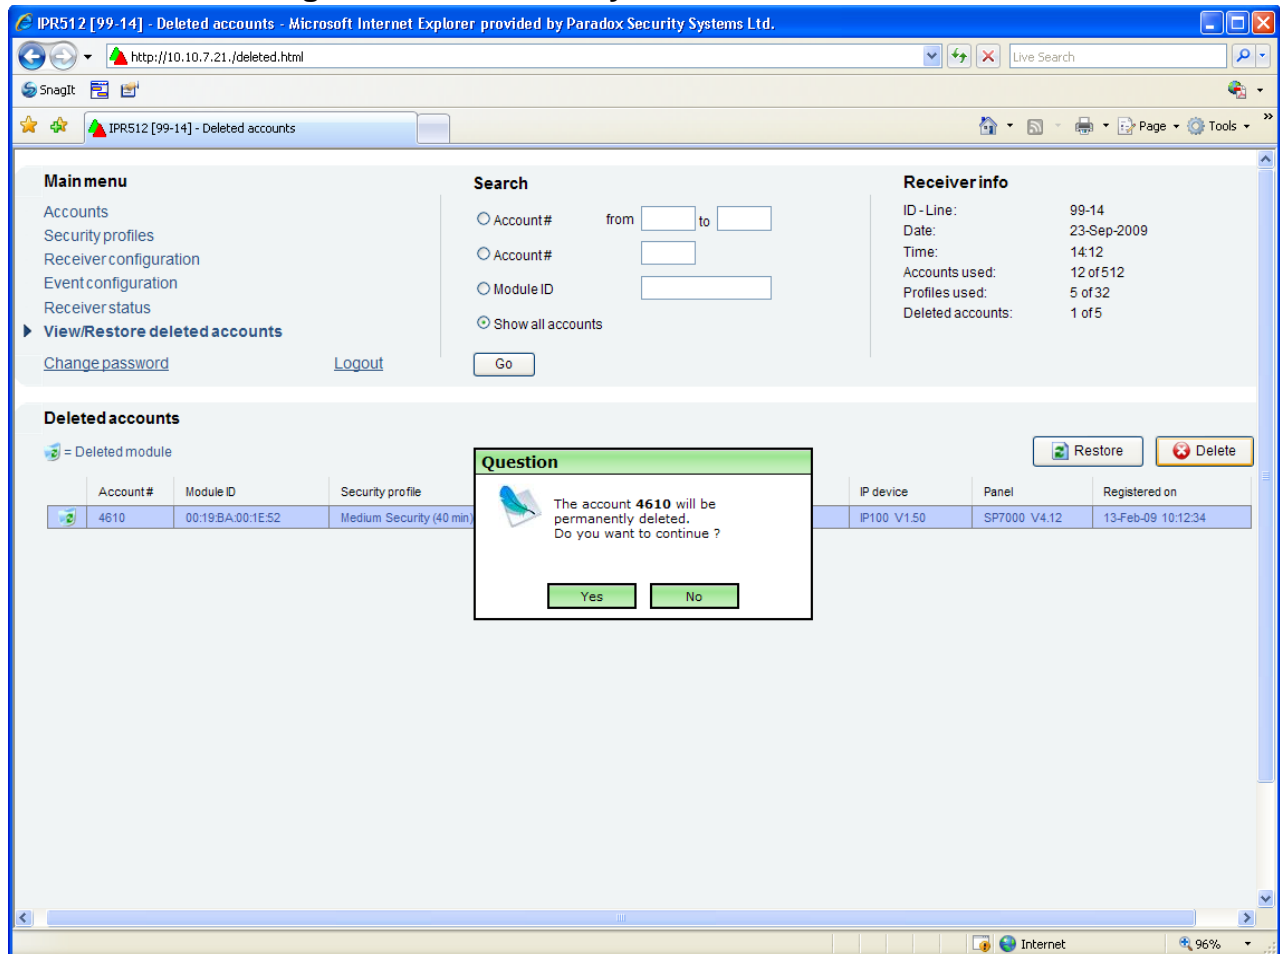 IPR512 [99-14] - Deleted accounts - Microsoft Internet Explorer provided by Paradox Security Systems Ltd.
http://10.10.7.21./deleted.html
Live Search
SnagIt
IPR512 [99-14] - Deleted accounts
Page
Tools
Main menu
Accounts
Security profiles
Receiver configuration
Event configuration
Receiver status
View/Restore deleted accounts
Change password
Logout
Search
Account# from to
Account#
Module ID
Show all accounts
Go
Receiver info
ID - Line: 99-14
Date: 23-Sep-2009
Time: 14:12
Accounts used: 12 of 512
Profiles used: 5 of 32
Deleted accounts: 1 of 5
Deleted accounts
= Deleted module
Restore
Delete
Account# Module ID Security profile IP device Panel Registered on
4610 00:19:BA:00:1E:52 Medium Security (40 min) IP100 V1.50 SP7000 V4.12 13-Feb-09 10:12:34
Question
The account 4610 will be
permanently deleted.
Do you want to continue ?
Yes
No
Internet
96%